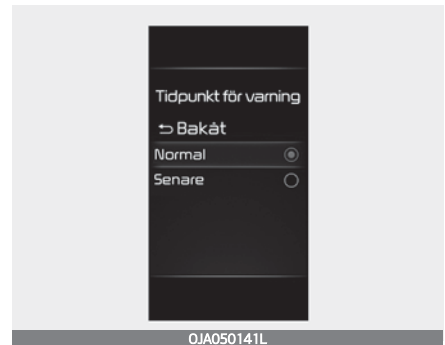 Tidpunkt för varning
Bakåt
Normal
Senare
OJA050141L